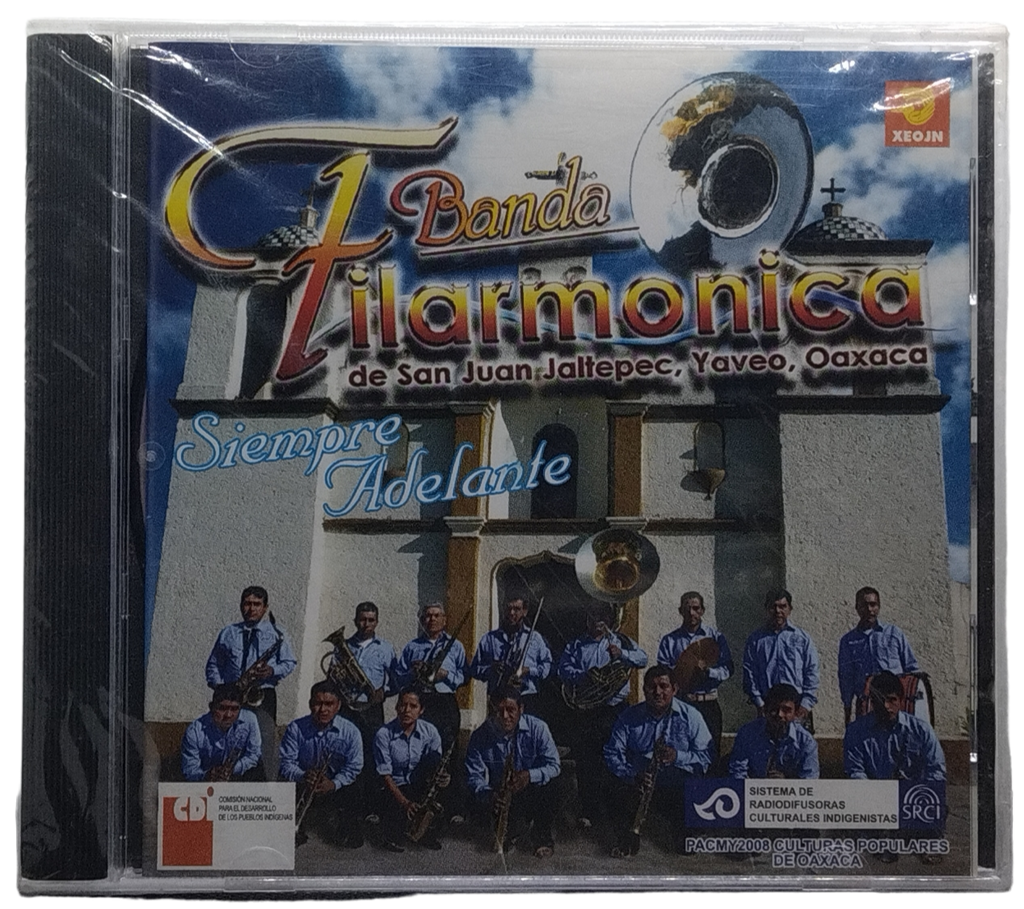 XEOJN
Banda
Filarmonica
de San Juan Jaltepec, Yaveo, Oaxaca
Siempre
Adelante
CDI
COMISIÓN NACIONAL
PARA EL DESARROLLO
DE LOS PUEBLOS INDÍGENAS
SISTEMA DE
RADIODIFUSORAS
CULTURALES INDIGENISTAS
SRCI
PACMY2008 CULTURAS POPULARES
DE OAXACA